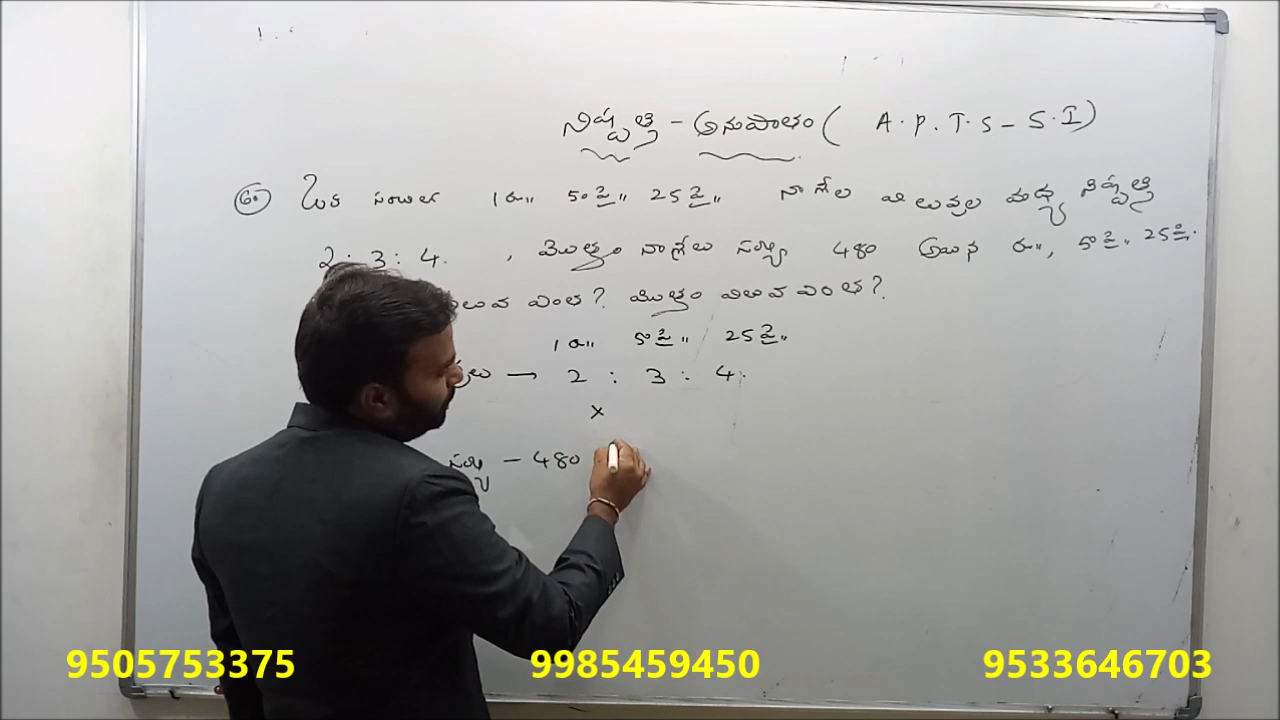 నిష్పత్తి - అనుపాతం ( A.P.T.S - S.I )
60 ఒక సంచిలో 1రూ,, 50పై,, 25పై,, నాణేల విలువల మధ్య నిష్పత్తి
2 : 3 : 4. , మొత్తం నాణేలు సంఖ్య 480 అయిన రూ,, 50పై,, 25పై.
విలువ ఎంత? మొత్తం విలువ ఎంత?.
1రూ,, 50పై,, 25పై,,
→ 2 : 3 : 4.
x
సంఖ్య - 480
9505753375 9985459450 9533646703